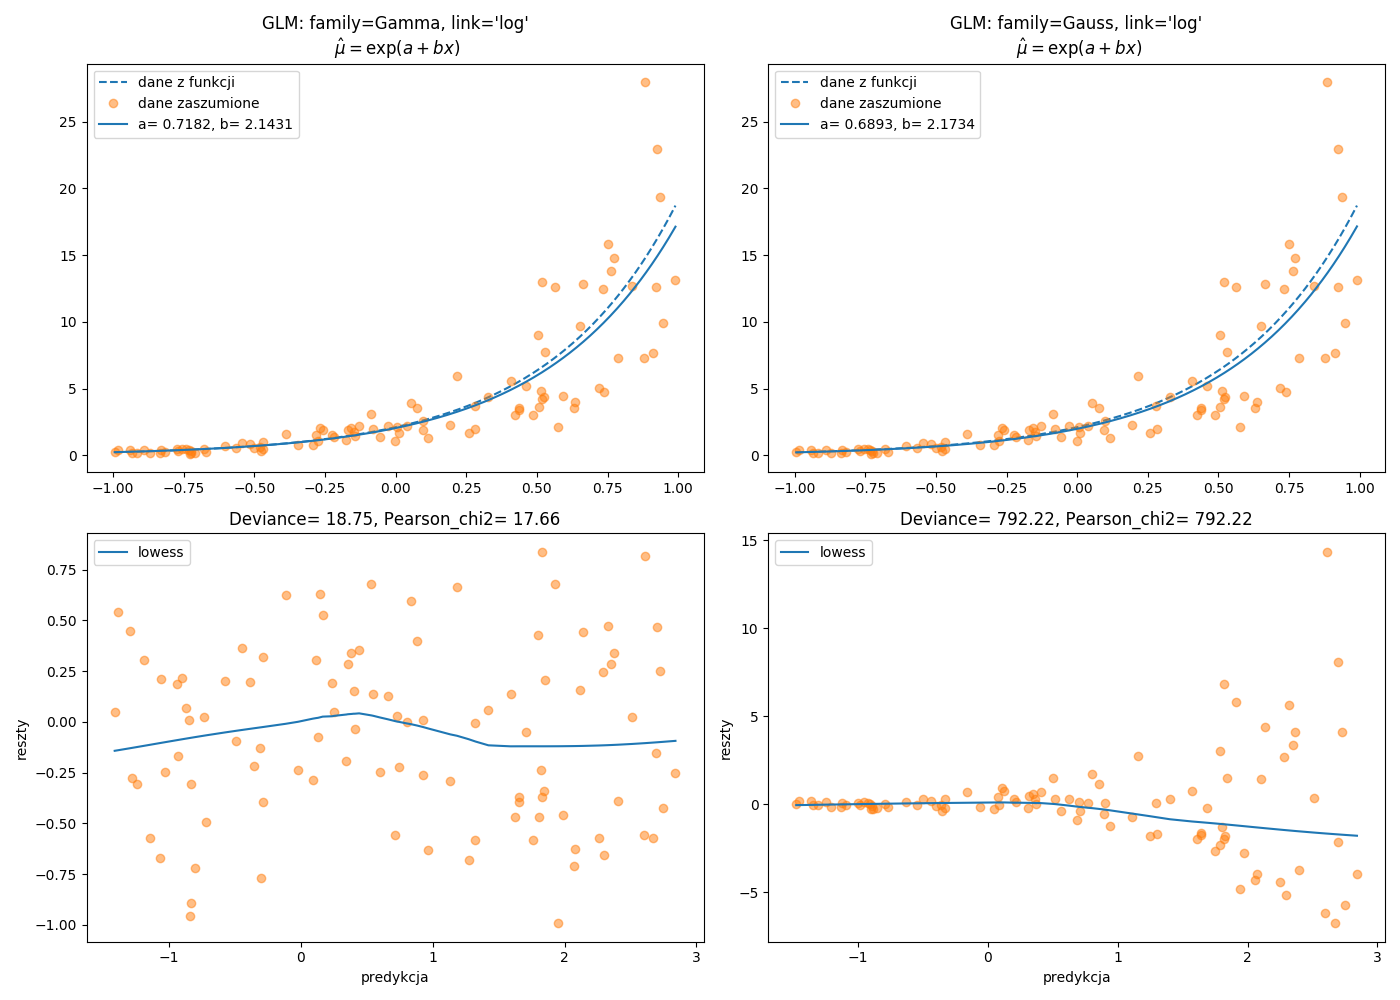 GLM: family=Gamma, link='log'
μ̂ = exp(a + bx)
dane z funkcji
dane zaszumione
a= 0.7182, b= 2.1431
25
20
15
10
5
0
−1.00 −0.75 −0.50 −0.25 0.00 0.25 0.50 0.75 1.00
GLM: family=Gauss, link='log'
μ̂ = exp(a + bx)
dane z funkcji
dane zaszumione
a= 0.6893, b= 2.1734
25
20
15
10
5
0
−1.00 −0.75 −0.50 −0.25 0.00 0.25 0.50 0.75 1.00
Deviance= 18.75, Pearson_chi2= 17.66
lowess
0.75
0.50
0.25
0.00
−0.25
−0.50
−0.75
−1.00
reszty
−1 0 1 2 3
predykcja
Deviance= 792.22, Pearson_chi2= 792.22
lowess
15
10
5
0
−5
reszty
−1 0 1 2 3
predykcja